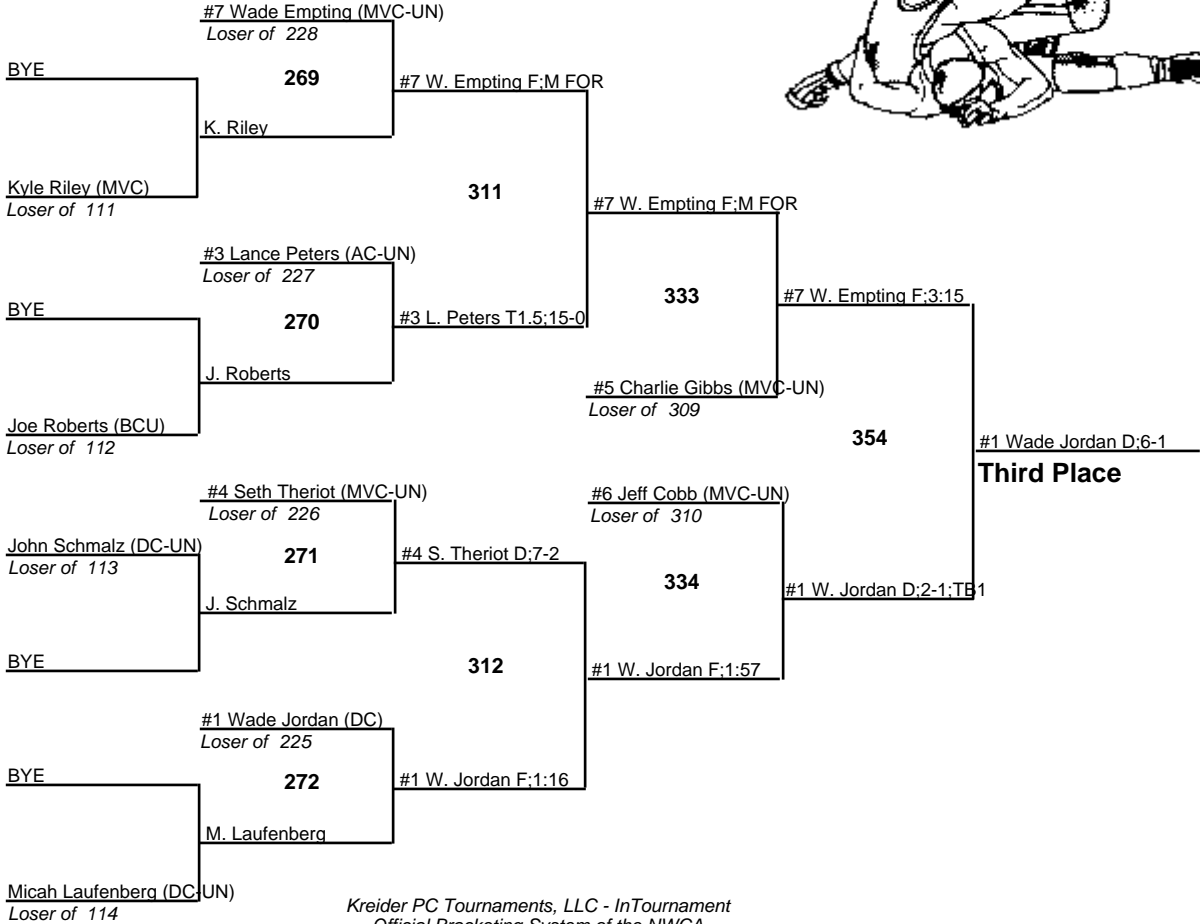 #7 Wade Empting (MVC-UN)
Loser of 228
BYE
269
#7 W. Empting F;M FOR
K. Riley
Kyle Riley (MVC)
Loser of 111
311
#7 W. Empting F;M FOR
#3 Lance Peters (AC-UN)
Loser of 227
BYE
270
#3 L. Peters T1.5;15-0
333
#7 W. Empting F;3:15
J. Roberts
#5 Charlie Gibbs (MVC-UN)
Loser of 309
Joe Roberts (BCU)
Loser of 112
354
#1 Wade Jordan D;6-1
Third Place
#4 Seth Theriot (MVC-UN)
Loser of 226
#6 Jeff Cobb (MVC-UN)
Loser of 310
John Schmalz (DC-UN)
Loser of 113
271
#4 S. Theriot D;7-2
334
#1 W. Jordan D;2-1;TB1
J. Schmalz
BYE
312
#1 W. Jordan F;1:57
#1 Wade Jordan (DC)
Loser of 225
BYE
272
#1 W. Jordan F;1:16
M. Laufenberg
Micah Laufenberg (DC-UN)
Loser of 114
Kreider PC Tournaments, LLC - InTournament
Official Bracketing System of the NWCA